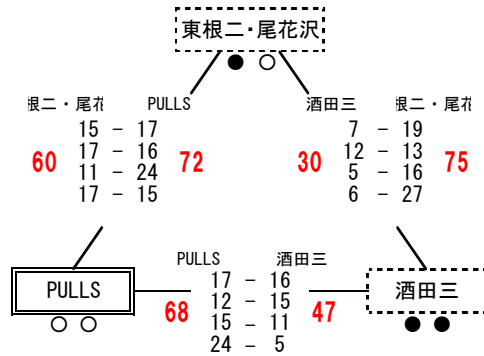 東根二・尾花沢
● ○
根二・尾花 PULLS
15 - 17
17 - 16
11 - 24
17 - 15
60 72
酒田三 根二・尾花
7 - 19
12 - 13
5 - 16
6 - 27
30 75
PULLS 酒田三
17 - 16
12 - 15
15 - 11
24 - 5
68 47
PULLS
○ ○
酒田三
● ●